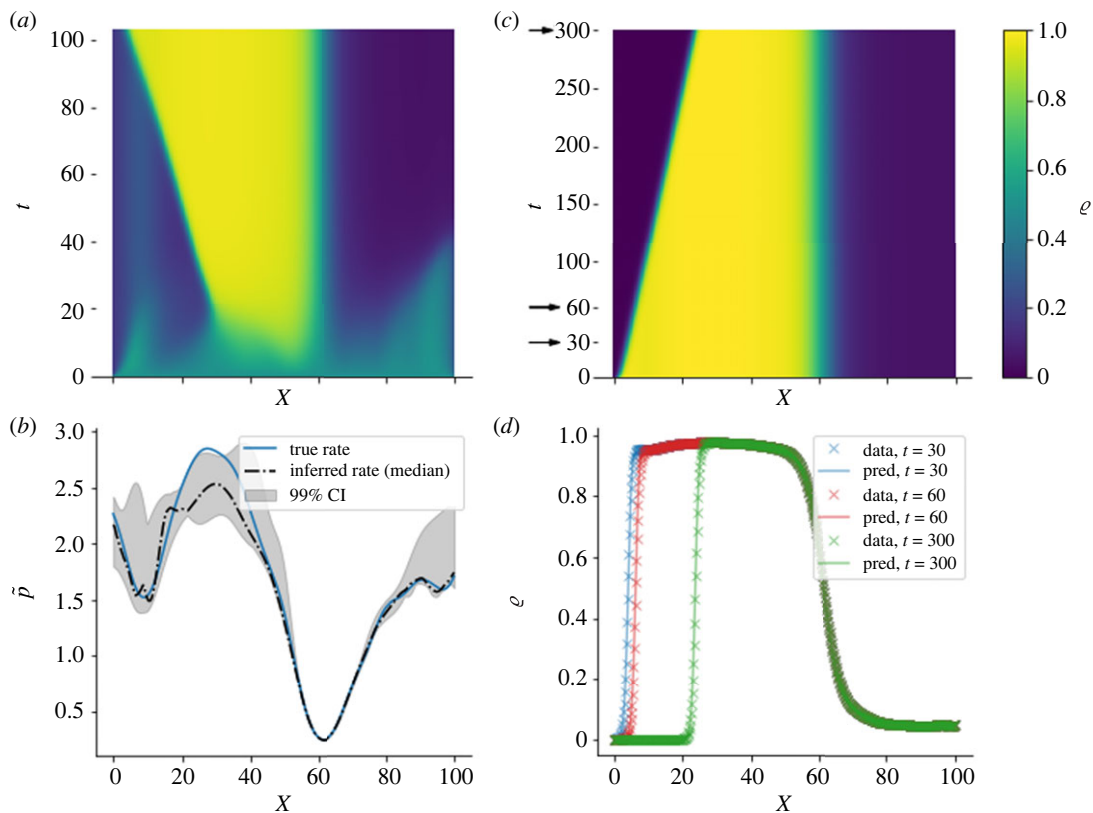 (a)
100
80
60
40
20
0
t
X
(c)
300
250
200
150
100
60
30
0
t
X
1.0
0.8
0.6
0.4
0.2
0
ϱ
(b)
3.0
2.5
2.0
1.5
1.0
0.5
p̃
true rate
inferred rate (median)
99% CI
0 20 40 60 80 100
X
(d)
1.0
0.8
0.6
0.4
0.2
0
ϱ
data, t = 30
pred, t = 30
data, t = 60
pred, t = 60
data, t = 300
pred, t = 300
0 20 40 60 80 100
X